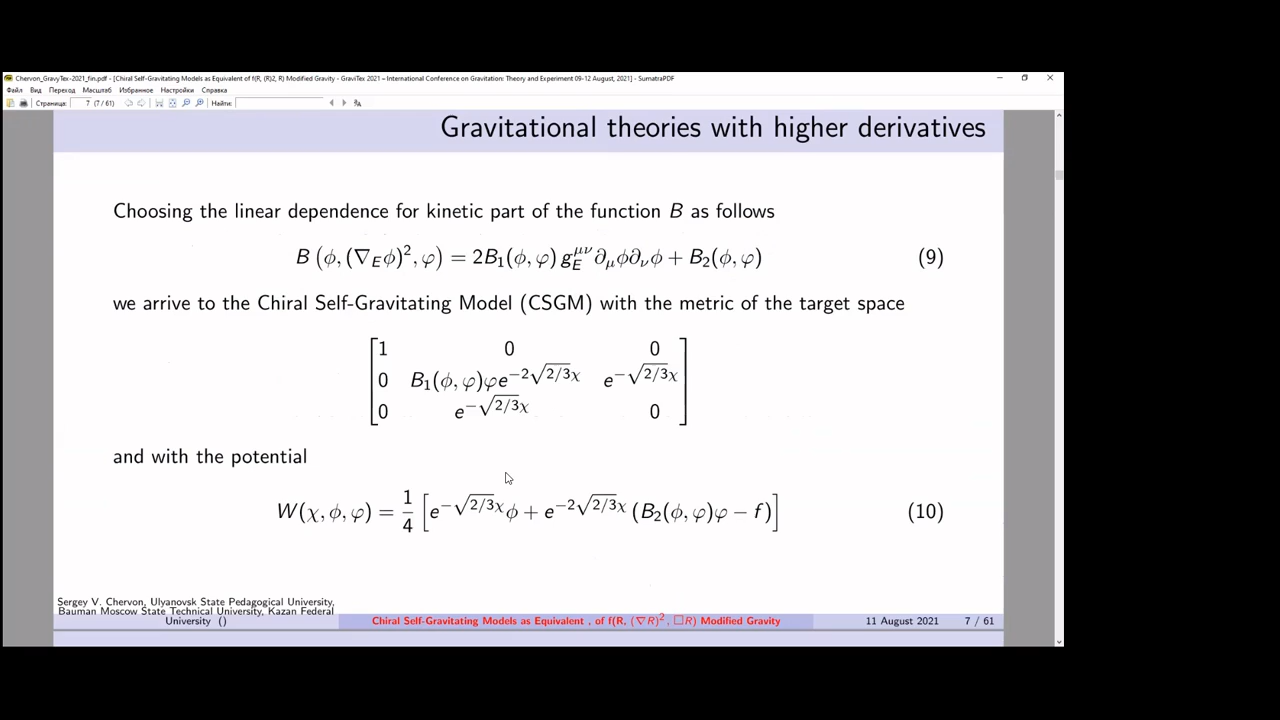 Chervon_GravyTex-2021_fin.pdf - [Chiral Self-Gravitating Models as Equivalent of f(R, (R)2, R) Modified Gravity - GraviTex 2021 – International Conference on Gravitation: Theory and Experiment 09-12 August, 2021] - SumatraPDF
Файл Вид Переход Масштаб Избранное Настройки Справка
Страница: 7 (7 / 61) Найти:
Gravitational theories with higher derivatives
Choosing the linear dependence for kinetic part of the function B as follows
B (ϕ, (∇_E ϕ)², φ) = 2B₁(ϕ, φ) g_E^{μν} ∂_μϕ∂_νϕ + B₂(ϕ, φ) (9)
we arrive to the Chiral Self-Gravitating Model (CSGM) with the metric of the target space
1 0 0
0 B₁(ϕ, φ)φe^{−2√(2/3)χ} e^{−√(2/3)χ}
0 e^{−√(2/3)χ} 0
and with the potential
W(χ, ϕ, φ) = 1/4 [e^{−√(2/3)χ}ϕ + e^{−2√(2/3)χ} (B₂(ϕ, φ)φ − f)] (10)
Sergey V. Chervon, Ulyanovsk State Pedagogical University,
Bauman Moscow State Technical University, Kazan Federal
University ()
Chiral Self-Gravitating Models as Equivalent , of f(R, (∇R)², □R) Modified Gravity
11 August 2021 7 / 61